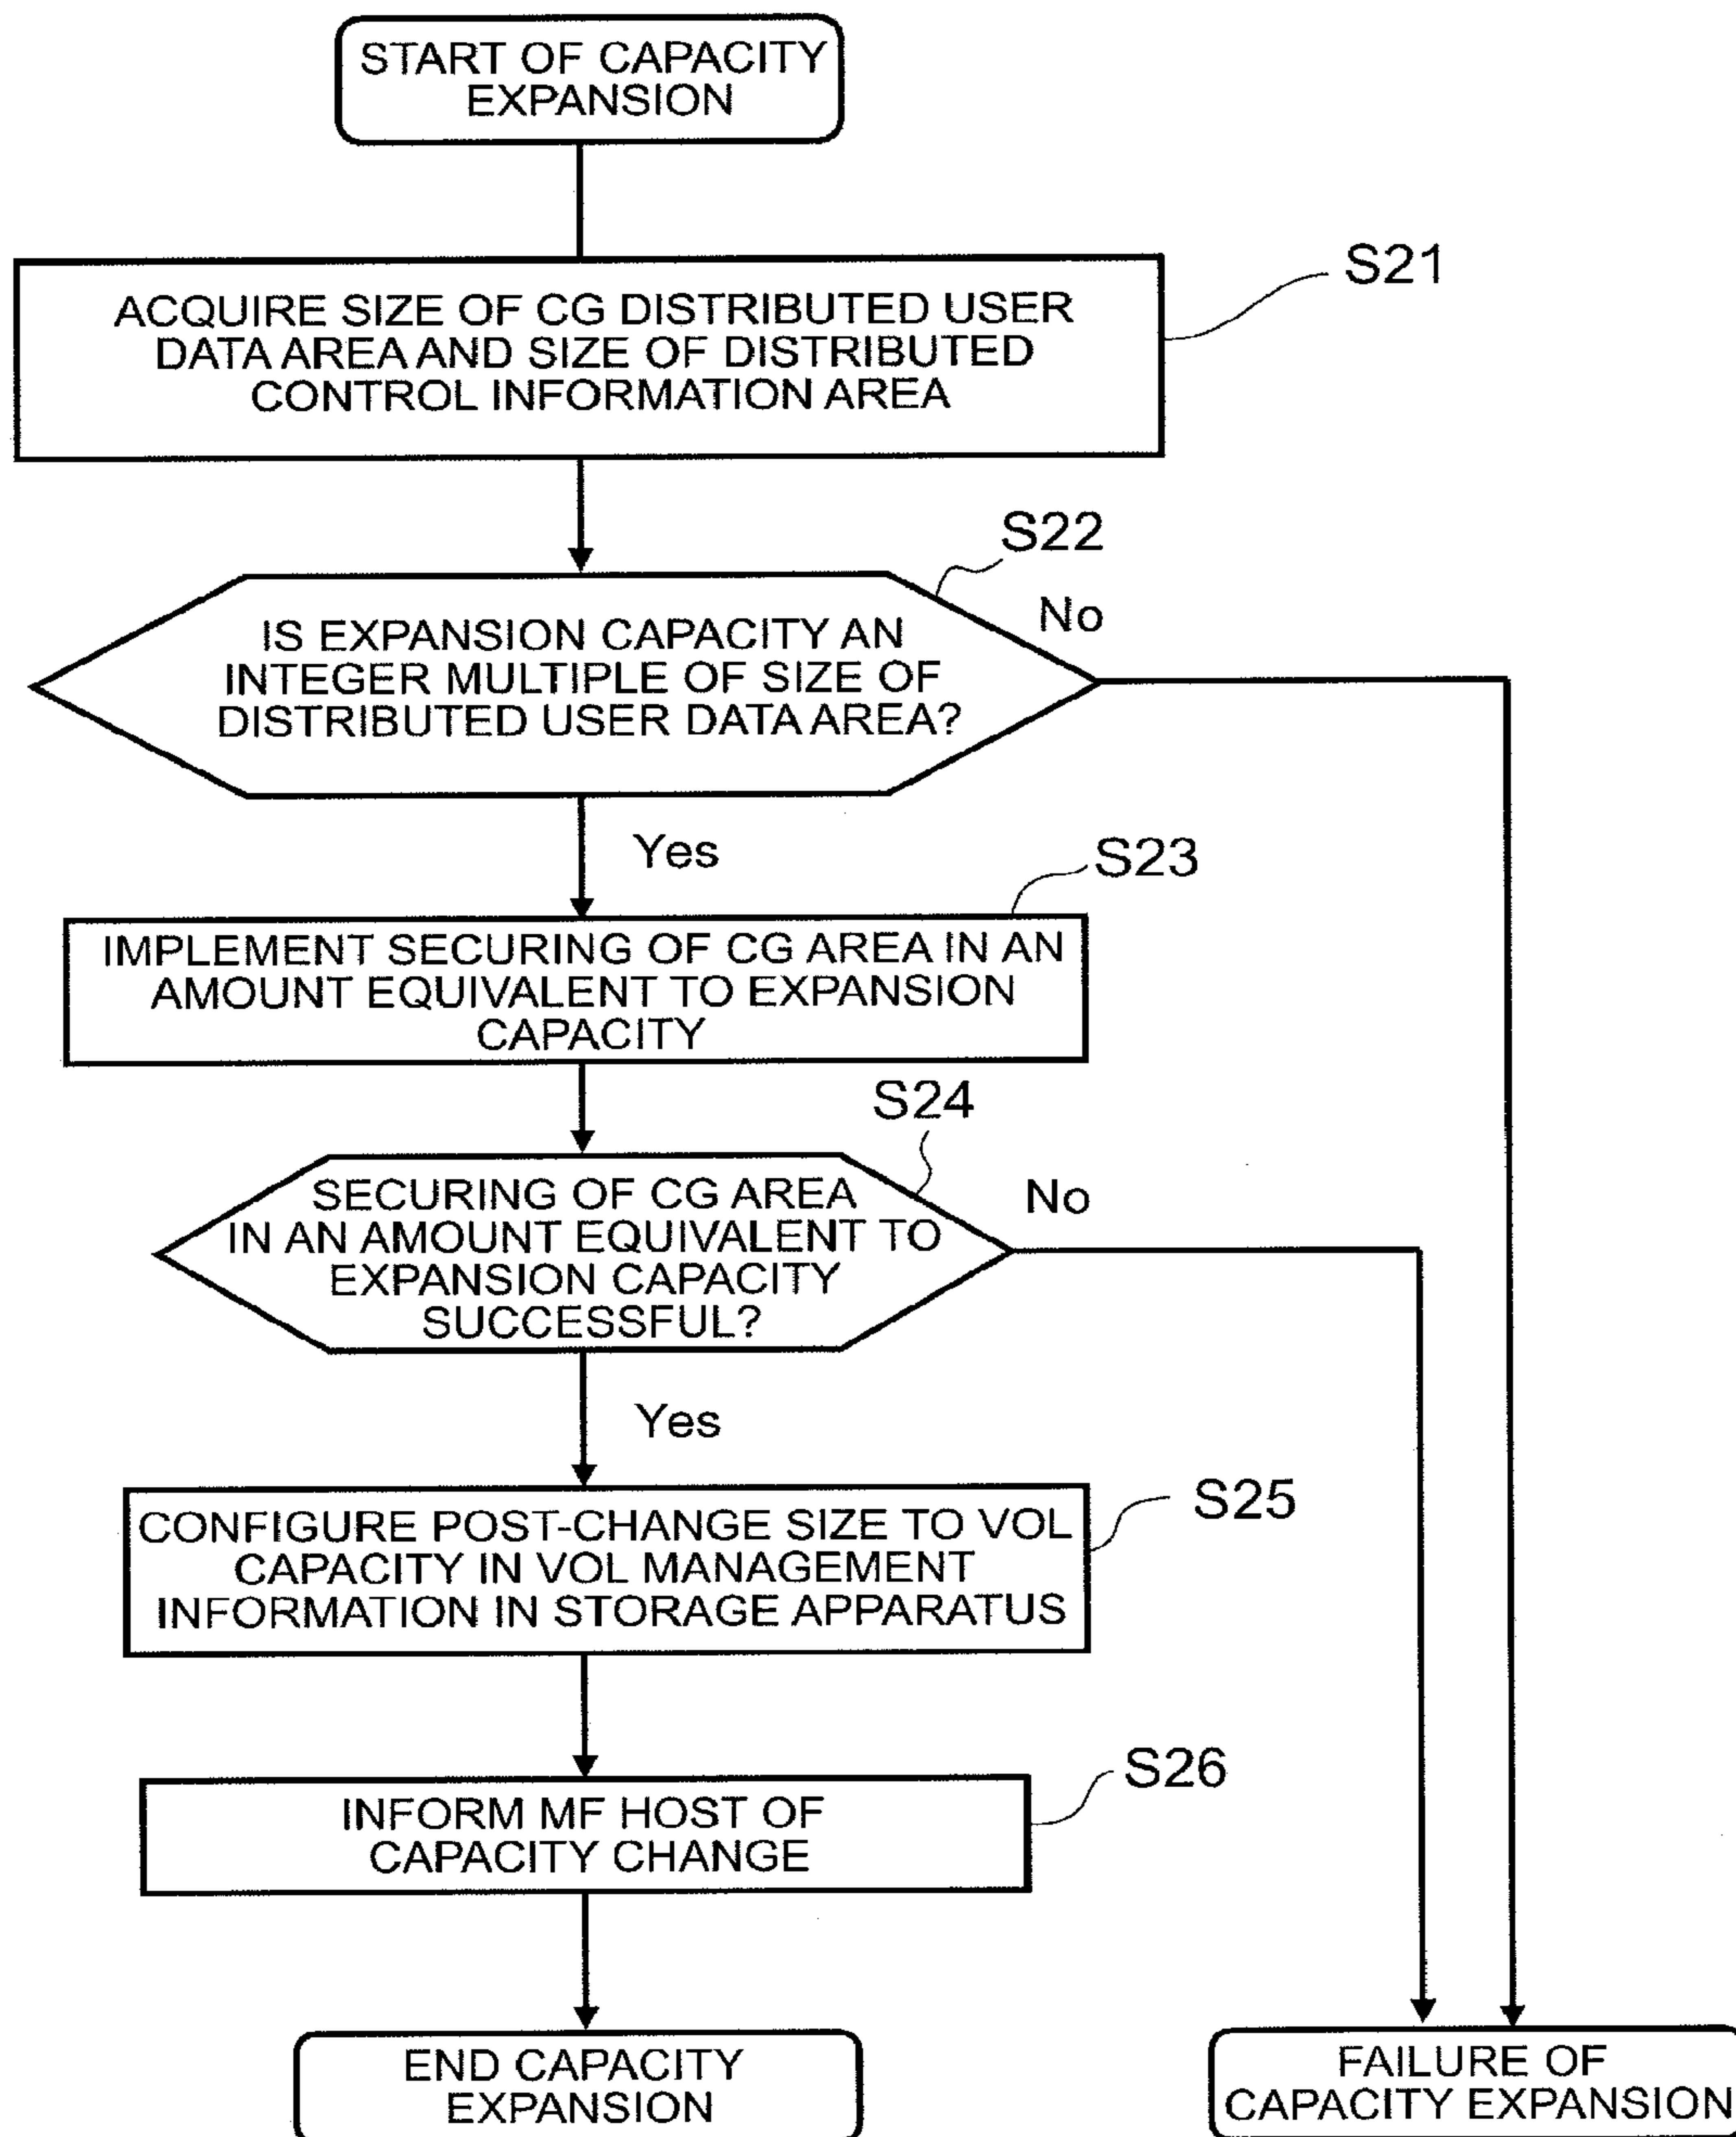 START OF CAPACITY
EXPANSION
S21
ACQUIRE SIZE OF CG DISTRIBUTED USER
DATA AREA AND SIZE OF DISTRIBUTED
CONTROL INFORMATION AREA
S22
No
IS EXPANSION CAPACITY AN
INTEGER MULTIPLE OF SIZE OF
DISTRIBUTED USER DATA AREA?
Yes
S23
IMPLEMENT SECURING OF CG AREA IN AN
AMOUNT EQUIVALENT TO EXPANSION
CAPACITY
S24
No
SECURING OF CG AREA
IN AN AMOUNT EQUIVALENT TO
EXPANSION CAPACITY
SUCCESSFUL?
Yes
S25
CONFIGURE POST-CHANGE SIZE TO VOL
CAPACITY IN VOL MANAGEMENT
INFORMATION IN STORAGE APPARATUS
S26
INFORM MF HOST OF
CAPACITY CHANGE
END CAPACITY
EXPANSION
FAILURE OF
CAPACITY EXPANSION